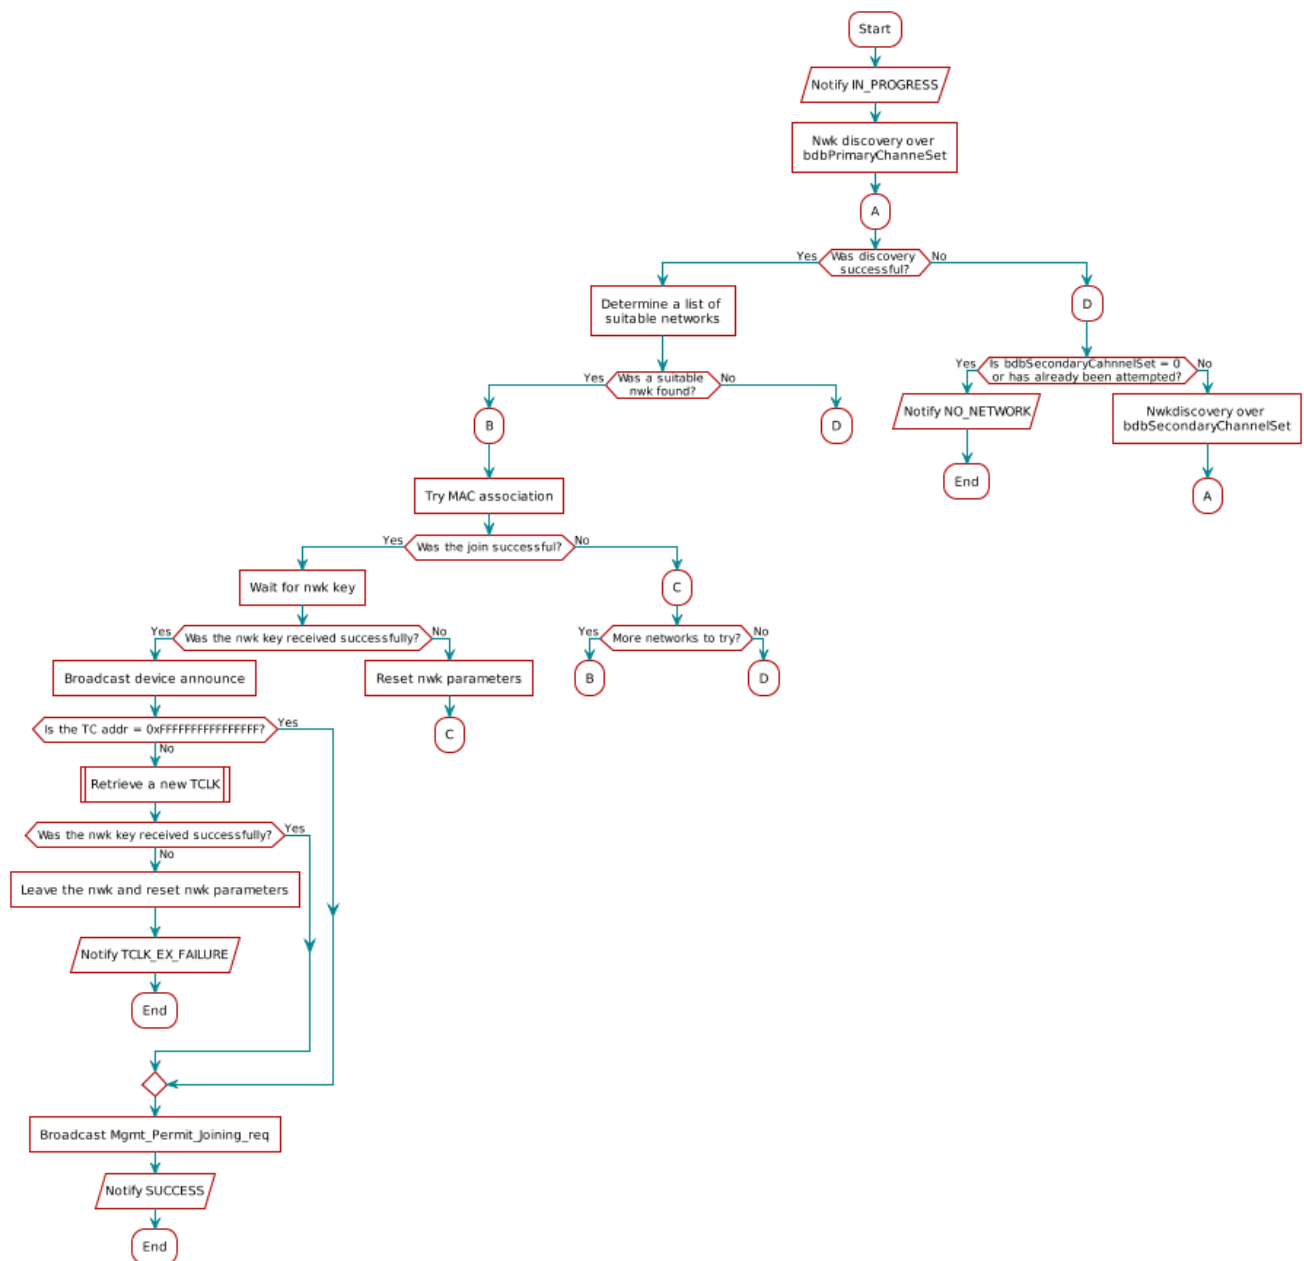 Start
Notify IN_PROGRESS
Nwk discovery over
bdbPrimaryChanneSet
A
Yes
Was discovery
successful?
No
Determine a list of
suitable networks
D
Yes
Was a suitable
nwk found?
No
Yes
Is bdbSecondaryCahnnelSet = 0
or has already been attempted?
No
B
D
Notify NO_NETWORK
Nwkdiscovery over
bdbSecondaryChannelSet
End
A
Try MAC association
Yes
Was the join successful?
No
Wait for nwk key
C
Yes
Was the nwk key received successfully?
No
Yes
More networks to try?
No
Broadcast device announce
Reset nwk parameters
B
D
Is the TC addr = 0xFFFFFFFFFFFFFFFF?
Yes
No
C
Retrieve a new TCLK
Was the nwk key received successfully?
Yes
No
Leave the nwk and reset nwk parameters
Notify TCLK_EX_FAILURE
End
Broadcast Mgmt_Permit_Joining_req
Notify SUCCESS
End